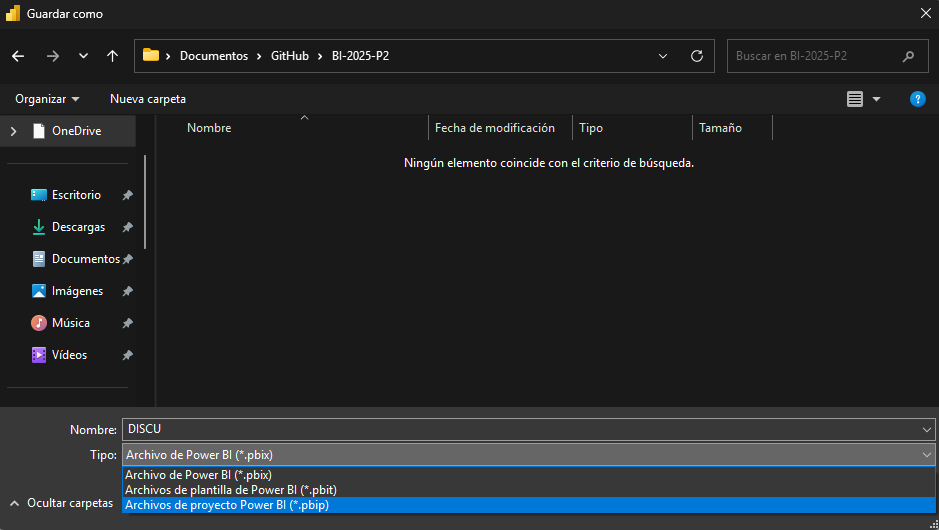 Guardar como
Documentos > GitHub > BI-2025-P2
Buscar en BI-2025-P2
Organizar
Nueva carpeta
?
OneDrive
Nombre Fecha de modificación Tipo Tamaño
Ningún elemento coincide con el criterio de búsqueda.
Escritorio
Descargas
Documentos
Imágenes
Música
Vídeos
Nombre: DISCU
Tipo: Archivo de Power BI (*.pbix)
Archivo de Power BI (*.pbix)
Archivos de plantilla de Power BI (*.pbit)
Archivos de proyecto Power BI (*.pbip)
Ocultar carpetas